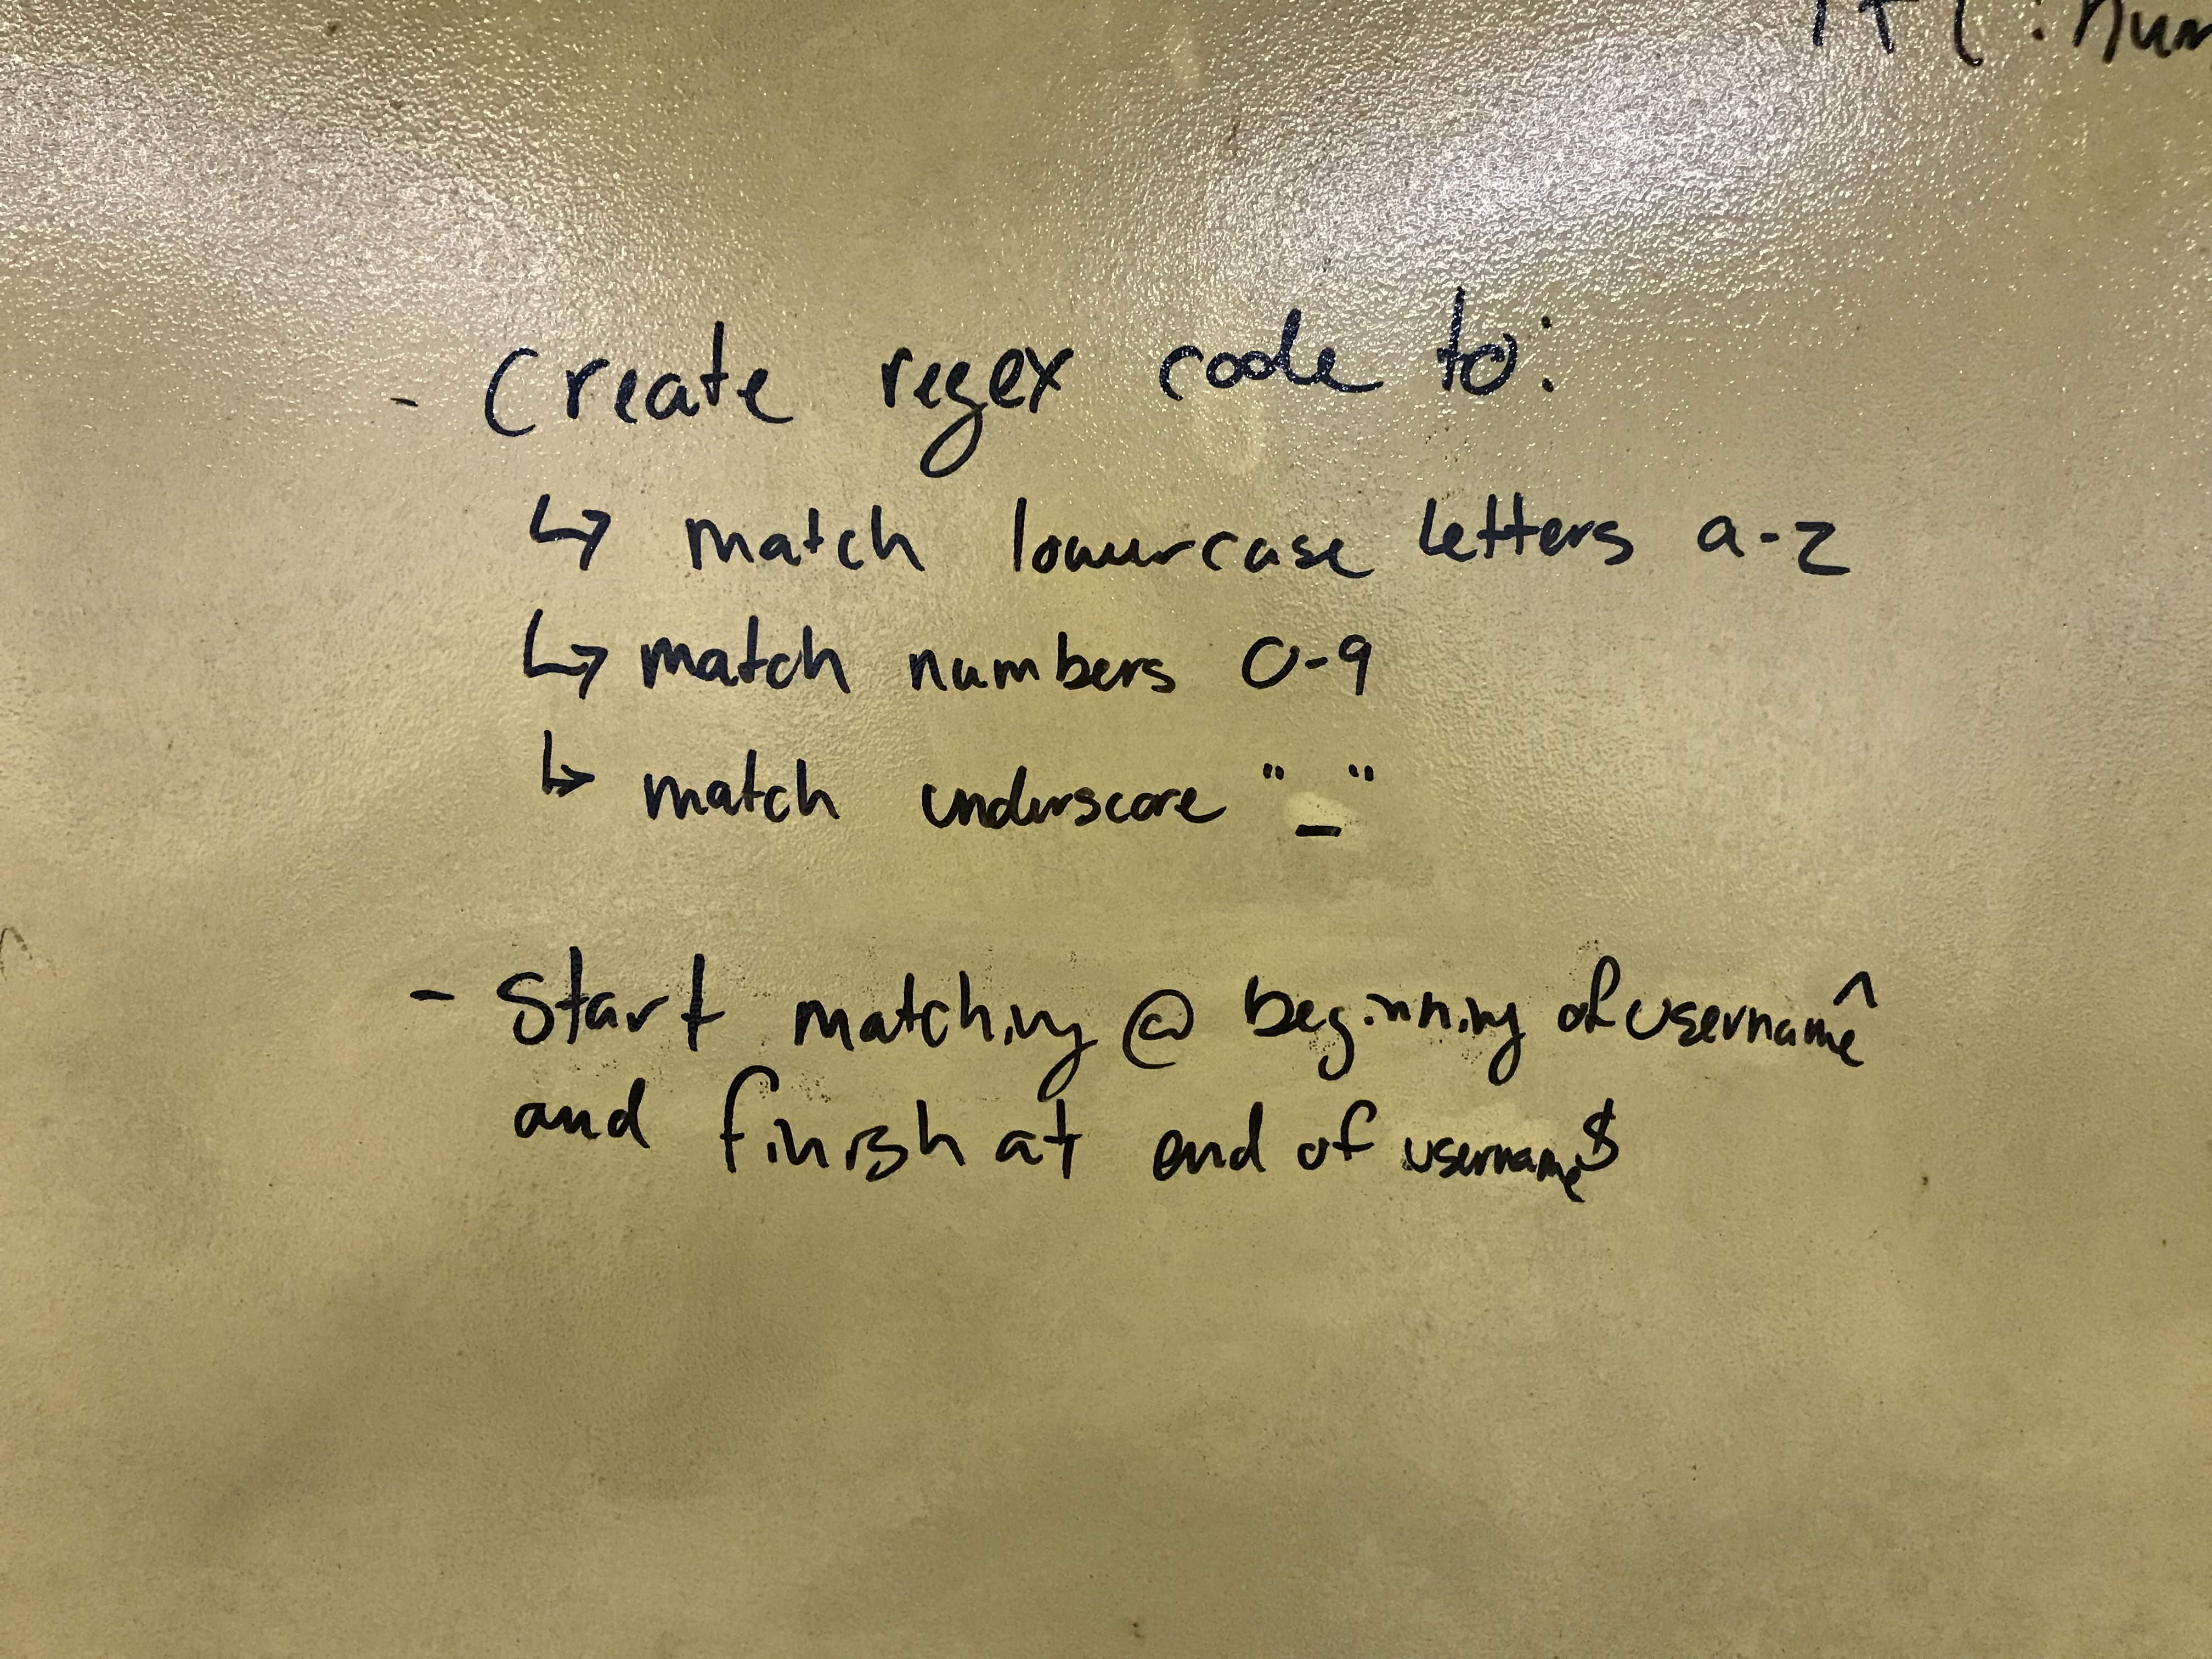 : num
- Create regex code to:
↳ match lowercase letters a-z
↳ match numbers 0-9
↳ match underscore "_"
- Start matching @ beginning of username^
and finish at end of username$